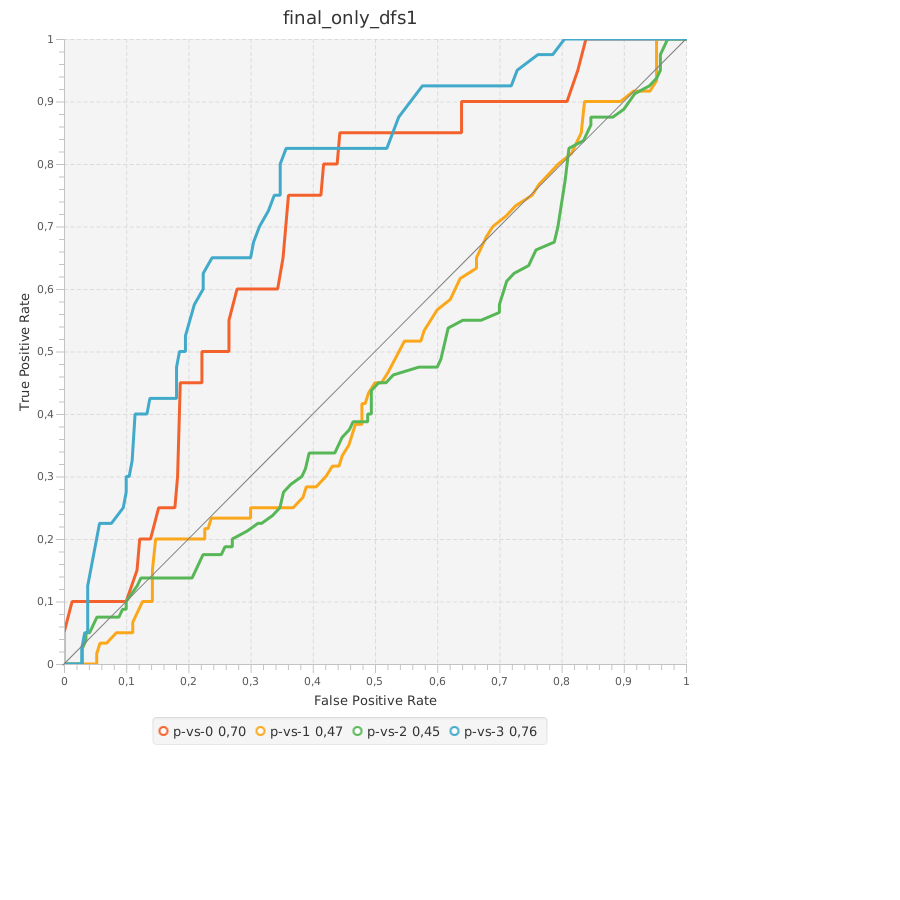 final_only_dfs1
1
0,9
0,8
0,7
0,6
0,5
0,4
0,3
0,2
0,1
0
True Positive Rate
0 0,1 0,2 0,3 0,4 0,5 0,6 0,7 0,8 0,9 1
False Positive Rate
p-vs-0 0,70 p-vs-1 0,47 p-vs-2 0,45 p-vs-3 0,76